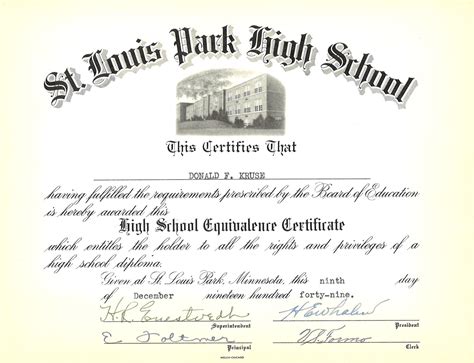 St. Louis Park High School
This Certifies That
DONALD F. KRUSE
having fulfilled the requirements prescribed by the Board of Education
is hereby awarded this
High School Equivalence Certificate
which entitles the holder to all the rights and privileges of a
high school diploma.
Given at St. Louis Park, Minnesota, this ninth day
of December nineteen hundred forty-nine.
Superintendent President
Principal Clerk